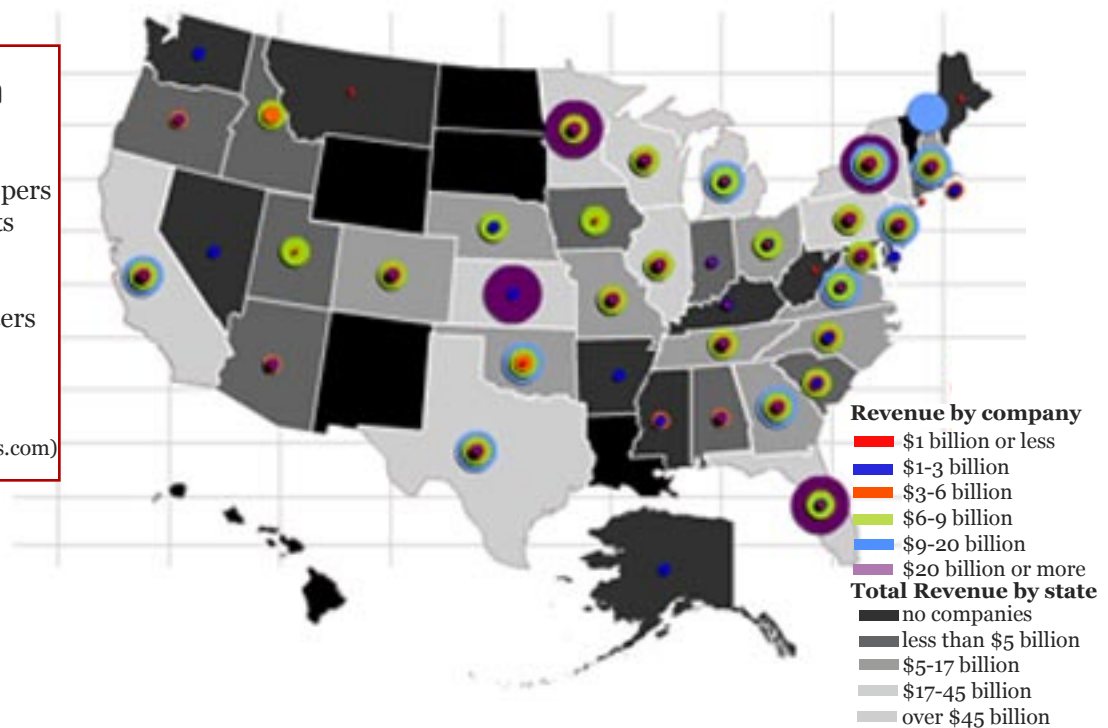 pers
ts
ers
s.com)
Revenue by company
$1 billion or less
$1-3 billion
$3-6 billion
$6-9 billion
$9-20 billion
$20 billion or more
Total Revenue by state
no companies
less than $5 billion
$5-17 billion
$17-45 billion
over $45 billion